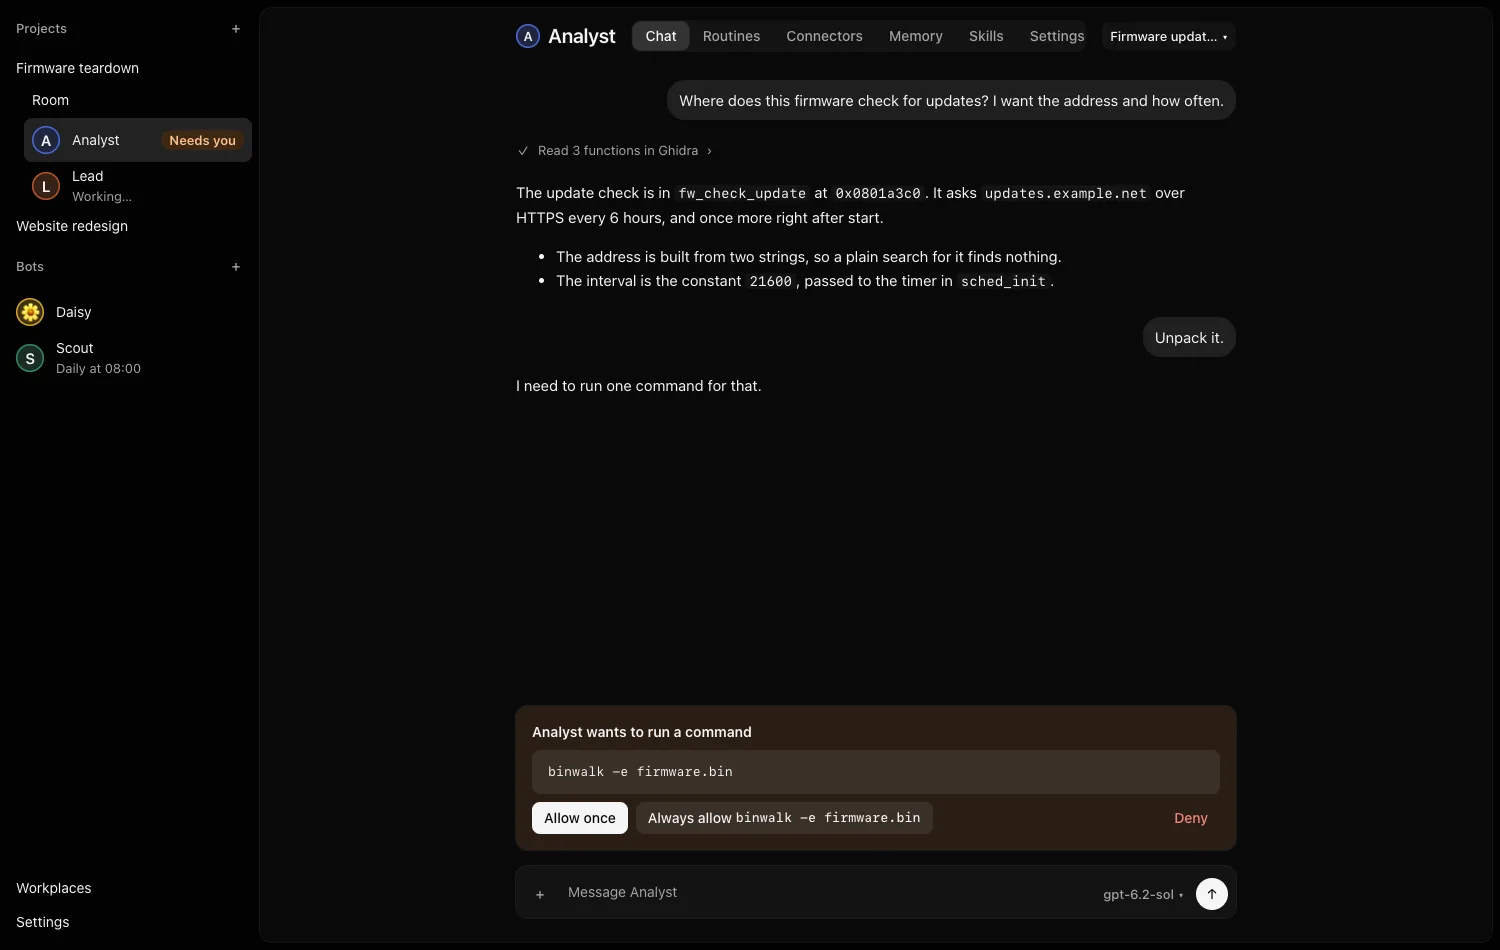 Projects
+
Firmware teardown
Room
A
Analyst
Needs you
L
Lead
Working...
Website redesign
Bots
+
Daisy
S
Scout
Daily at 08:00
Workplaces
Settings
A
Analyst
Chat
Routines
Connectors
Memory
Skills
Settings
Firmware updat... ▾
Where does this firmware check for updates? I want the address and how often.
✓ Read 3 functions in Ghidra ›
The update check is in fw_check_update at 0x0801a3c0. It asks updates.example.net over
HTTPS every 6 hours, and once more right after start.
• The address is built from two strings, so a plain search for it finds nothing.
• The interval is the constant 21600, passed to the timer in sched_init.
Unpack it.
I need to run one command for that.
Analyst wants to run a command
binwalk -e firmware.bin
Allow once
Always allow binwalk -e firmware.bin
Deny
+
Message Analyst
gpt-6.2-sol ▾
↑